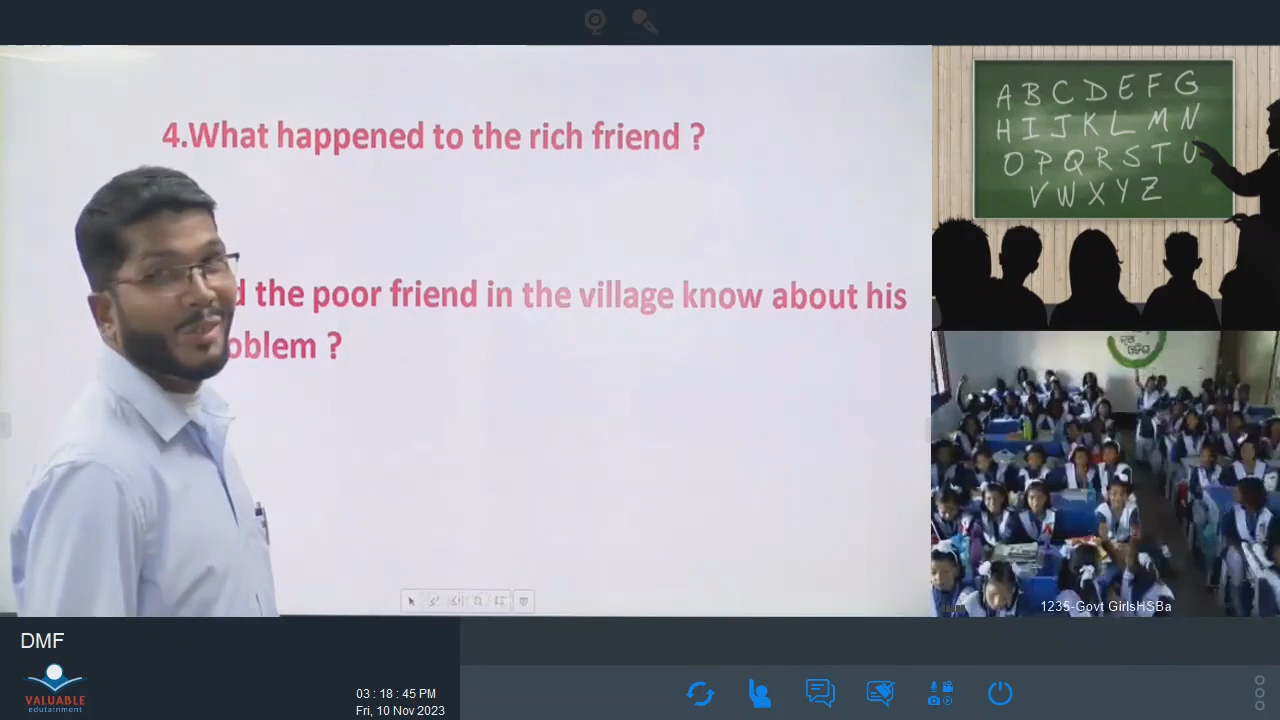 4.What happened to the rich friend ?
the poor friend in the village know about his
oblem ?
A B C D E F G
H I J K L M N
O P Q R S T U
V W X Y Z
1235-Govt GirlsHSBa
DMF
VALUABLE
edutainment
03 : 18 : 45 PM
Fri, 10 Nov 2023